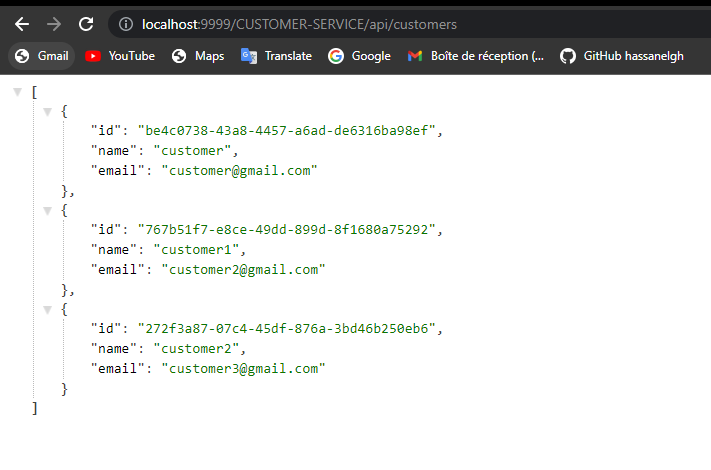 localhost:9999/CUSTOMER-SERVICE/api/customers
Gmail YouTube Maps Translate Google Boîte de réception (... GitHub hassanelgh
[
{
"id": "be4c0738-43a8-4457-a6ad-de6316ba98ef",
"name": "customer",
"email": "customer@gmail.com"
},
{
"id": "767b51f7-e8ce-49dd-899d-8f1680a75292",
"name": "customer1",
"email": "customer2@gmail.com"
},
{
"id": "272f3a87-07c4-45df-876a-3bd46b250eb6",
"name": "customer2",
"email": "customer3@gmail.com"
}
]